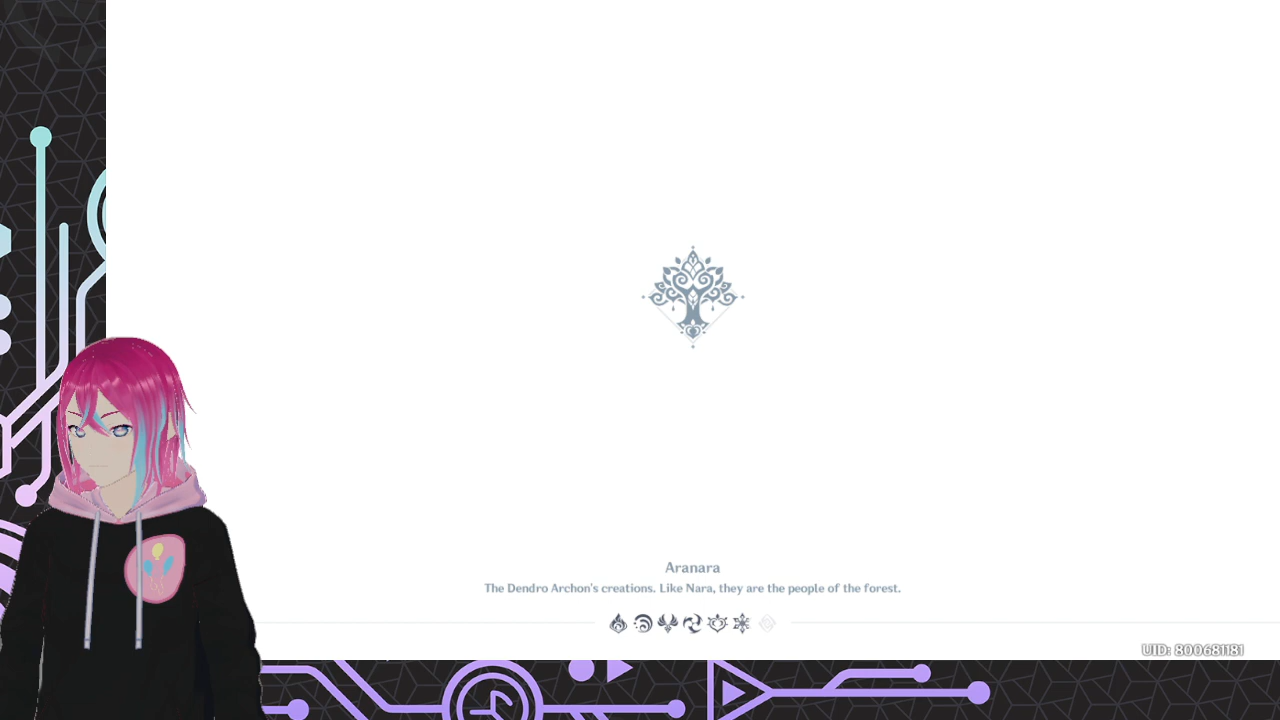 Aranara
The Dendro Archon's creations. Like Nara, they are the people of the forest.
UID: 800681181